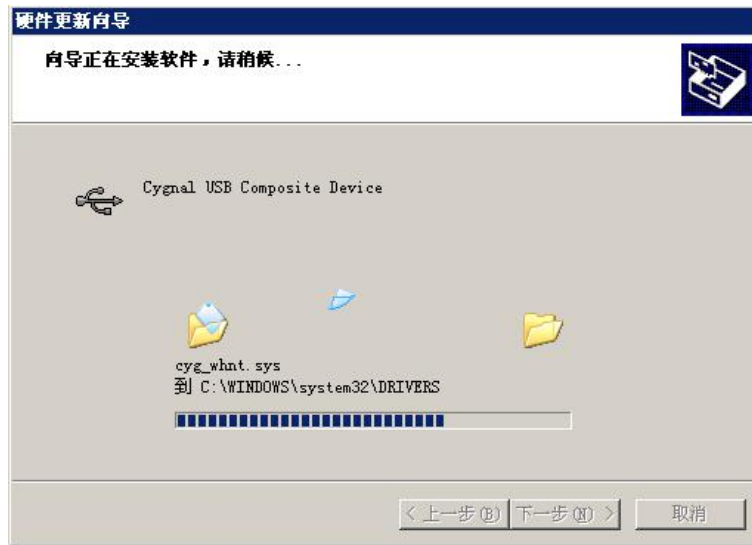 硬件更新向导
向导正在安装软件，请稍候...
Cygnal USB Composite Device
cyg_whnt.sys
到 C:\WINDOWS\system32\DRIVERS
< 上一步(B) 下一步(N) > 取消